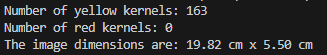 Number of yellow kernels: 163
Number of red kernels: 0
The image dimensions are: 19.82 cm x 5.50 cm